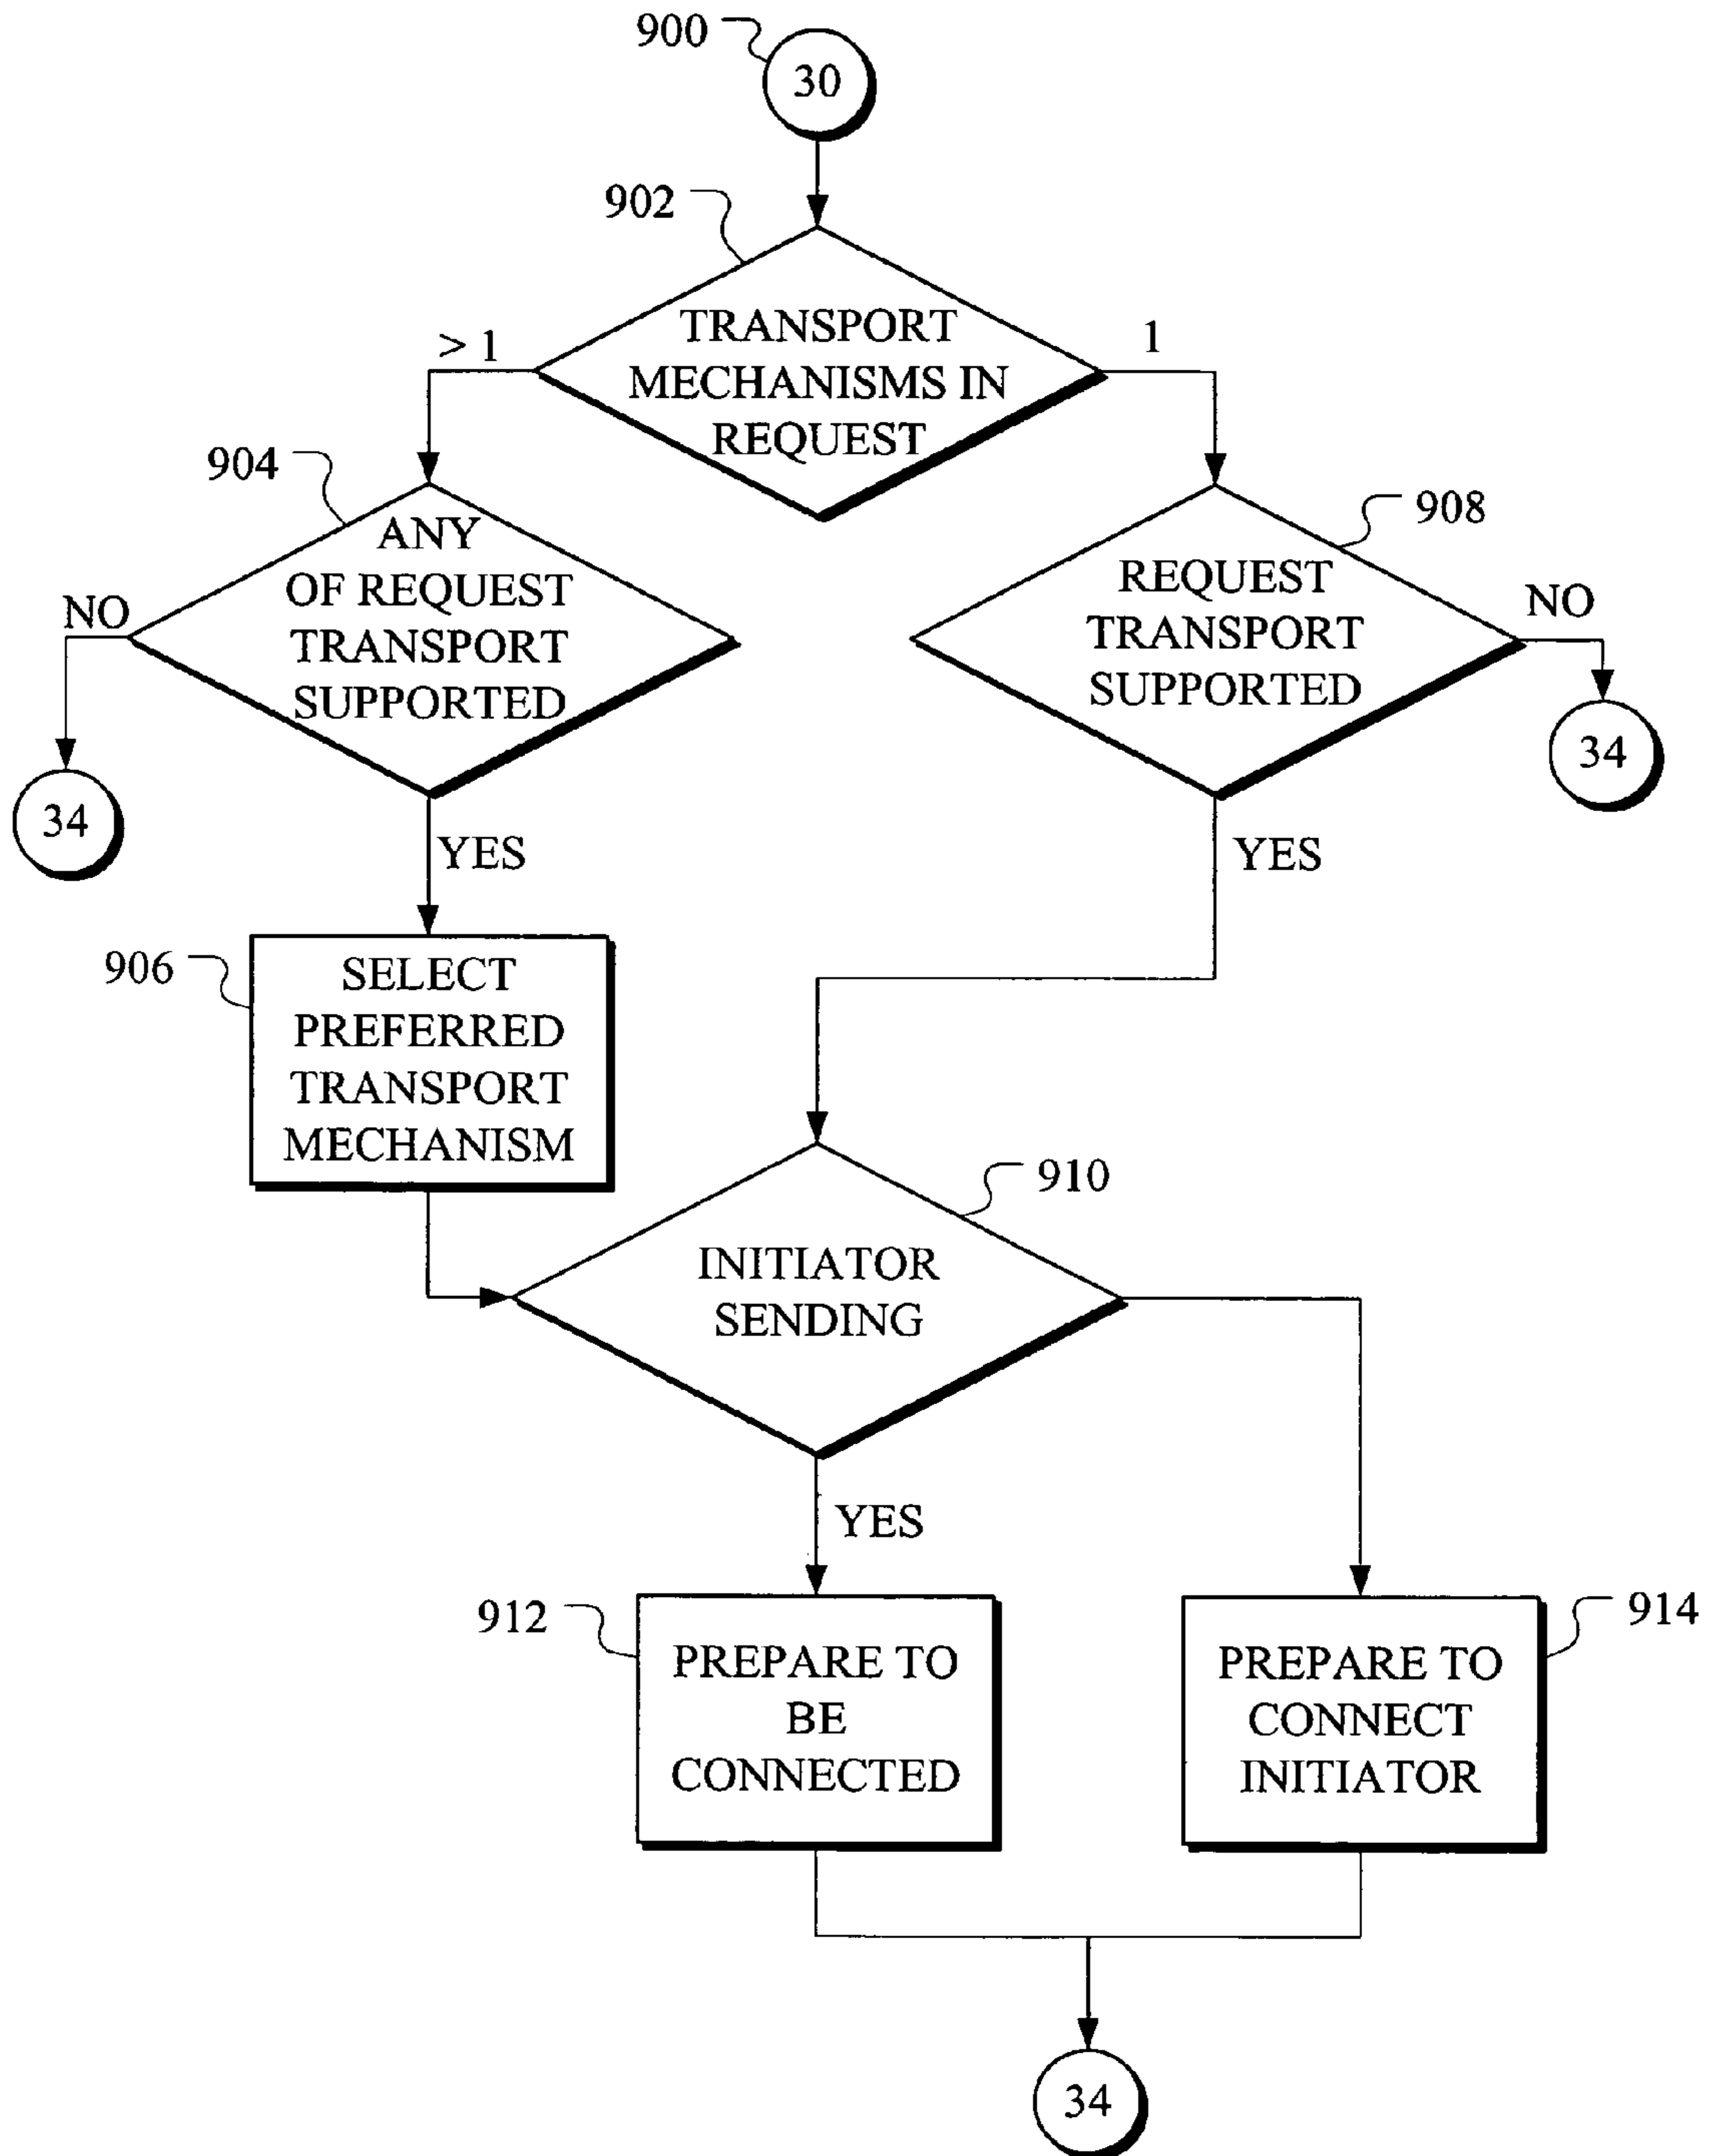 900
30
902
TRANSPORT
MECHANISMS IN
REQUEST
> 1
1
904
ANY
OF REQUEST
TRANSPORT
SUPPORTED
NO
34
YES
908
REQUEST
TRANSPORT
SUPPORTED
NO
34
YES
906
SELECT
PREFERRED
TRANSPORT
MECHANISM
910
INITIATOR
SENDING
YES
912
PREPARE TO
BE
CONNECTED
914
PREPARE TO
CONNECT
INITIATOR
34